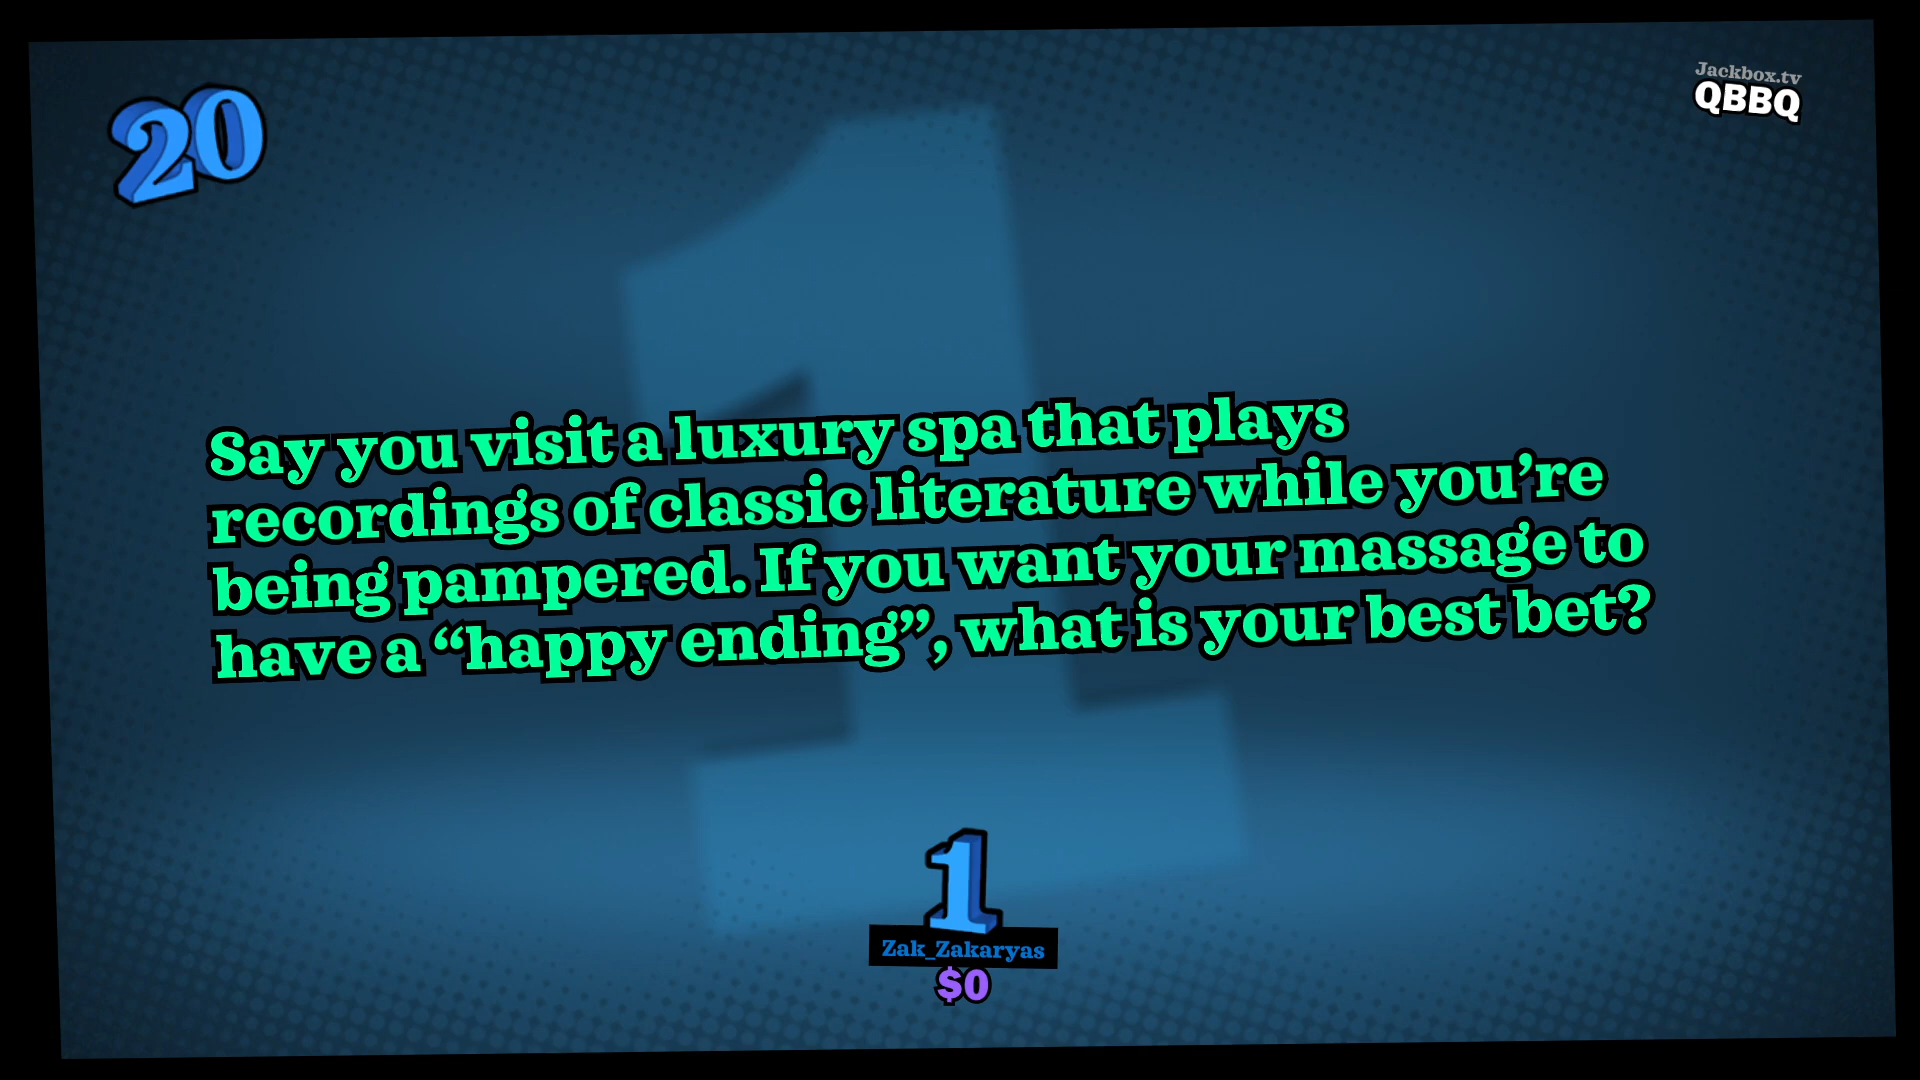 20
Jackbox.tv
QBBQ
Say you visit a luxury spa that plays
recordings of classic literature while you’re
being pampered. If you want your massage to
have a “happy ending”, what is your best bet?
1
1
Zak_Zakaryas
$0